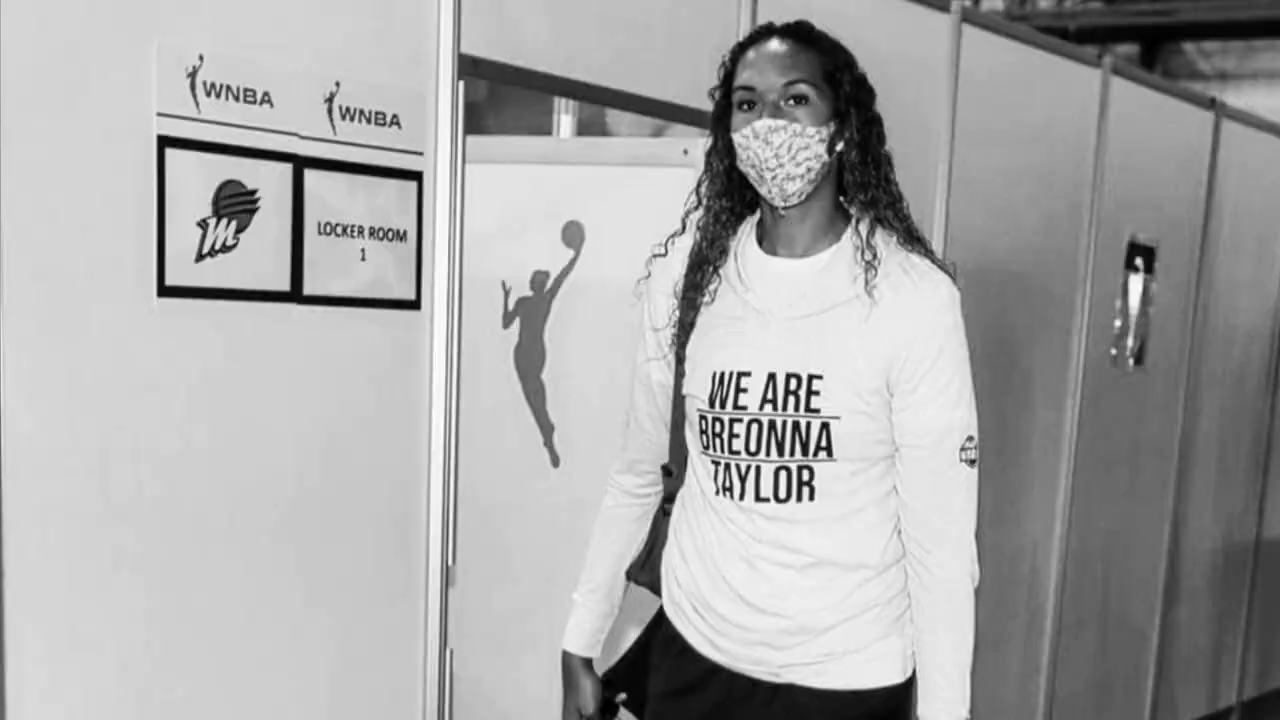 WNBA
WNBA
M
LOCKER ROOM
1
WE ARE
BREONNA
TAYLOR